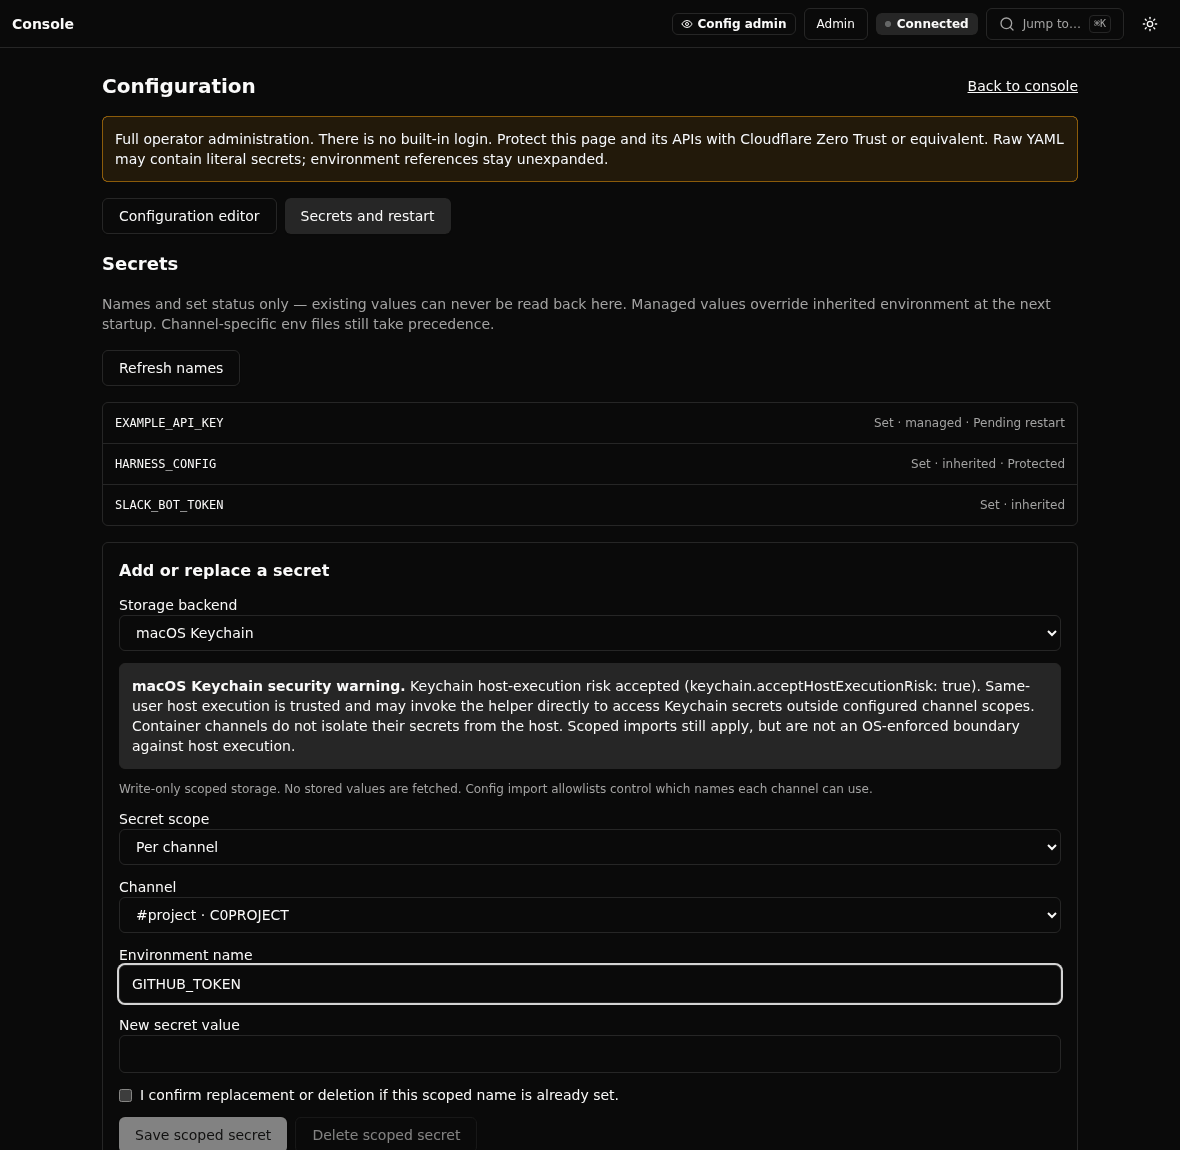 Console
Config admin
Admin
Connected
Jump to…
⌘K
Configuration
Back to console
Full operator administration. There is no built-in login. Protect this page and its APIs with Cloudflare Zero Trust or equivalent. Raw YAML
may contain literal secrets; environment references stay unexpanded.
Configuration editor
Secrets and restart
Secrets
Names and set status only — existing values can never be read back here. Managed values override inherited environment at the next
startup. Channel-specific env files still take precedence.
Refresh names
EXAMPLE_API_KEY
Set · managed · Pending restart
HARNESS_CONFIG
Set · inherited · Protected
SLACK_BOT_TOKEN
Set · inherited
Add or replace a secret
Storage backend
macOS Keychain
macOS Keychain security warning. Keychain host-execution risk accepted (keychain.acceptHostExecutionRisk: true). Same-
user host execution is trusted and may invoke the helper directly to access Keychain secrets outside configured channel scopes.
Container channels do not isolate their secrets from the host. Scoped imports still apply, but are not an OS-enforced boundary
against host execution.
Write-only scoped storage. No stored values are fetched. Config import allowlists control which names each channel can use.
Secret scope
Per channel
Channel
#project · C0PROJECT
Environment name
GITHUB_TOKEN
New secret value
I confirm replacement or deletion if this scoped name is already set.
Save scoped secret
Delete scoped secret